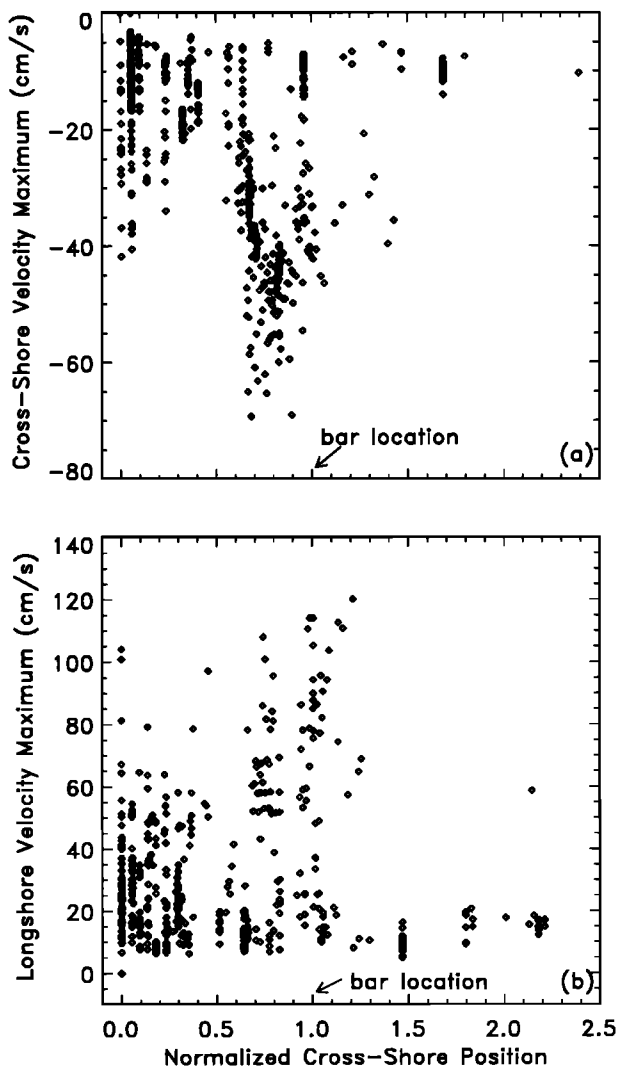 0
−20
−40
−60
−80
Cross−Shore Velocity Maximum (cm/s)
bar location
(a)
140
120
100
80
60
40
20
0
Longshore Velocity Maximum (cm/s)
bar location
(b)
0.0 0.5 1.0 1.5 2.0 2.5
Normalized Cross−Shore Position